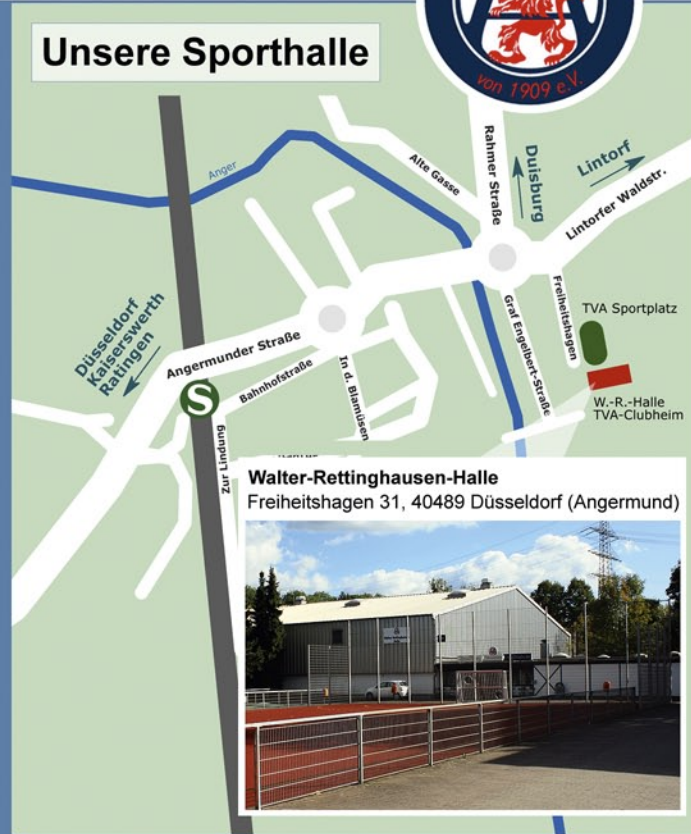 von 1909 e.V.
Unsere Sporthalle
Anger
Alte Gasse
Rahmer Straße
Duisburg
Lintorf
Lintorfer Waldstr.
Düsseldorf
Kaiserswerth
Ratingen
Angermunder Straße
S
Bahnhofstraße
In d. Blamüsen
Graf Engelbert-Straße
Freiheitshagen
TVA Sportplatz
W.-R.-Halle
TVA-Clubheim
Zur Lindung
Walter-Rettinghausen-Halle
Freiheitshagen 31, 40489 Düsseldorf (Angermund)